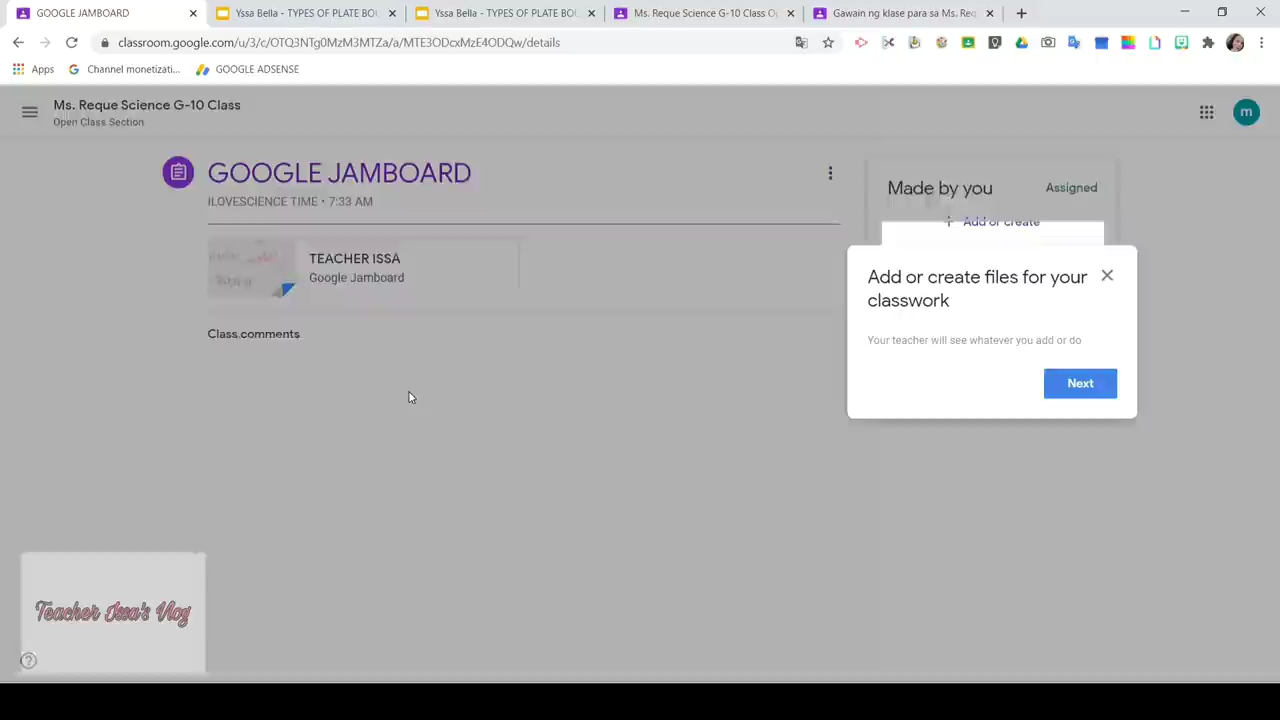 GOOGLE JAMBOARD
Yssa Bella - TYPES OF PLATE BOU
Yssa Bella - TYPES OF PLATE BOU
Ms. Reque Science G-10 Class Op
Gawain ng klase para sa Ms. Req
classroom.google.com/u/3/c/OTQ3NTg0MzM3MTZa/a/MTE3ODcxMzE4ODQw/details
Apps
Channel monetizati...
GOOGLE ADSENSE
Ms. Reque Science G-10 Class
Open Class Section
m
GOOGLE JAMBOARD
ILOVESCIENCE TIME • 7:33 AM
Made by you
Assigned
+ Add or create
TEACHER ISSA
Google Jamboard
Add or create files for your
classwork
Your teacher will see whatever you add or do
Next
Class comments
Teacher Issa's Vlog